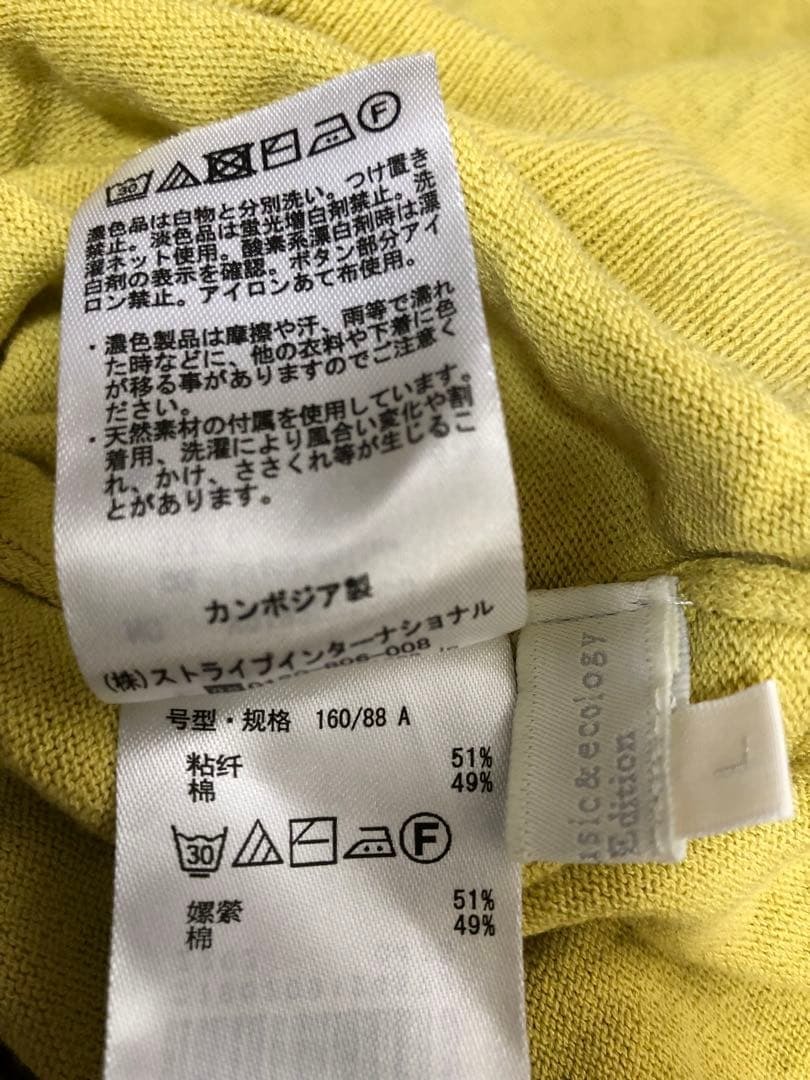 30 F
濃色品は白物と分別洗い。つけ置き
禁止。淡色品は蛍光増白剤禁止。洗
濯ネット使用。酸素系漂白剤時は漂
白剤の表示を確認。ボタン部分アイ
ロン禁止。アイロンあて布使用。
・濃色製品は摩擦や汗、雨等で濡れ
た時などに、他の衣料や下着に色
が移る事がありますのでご注意く
ださい。
・天然素材の付属を使用しています。
着用、洗濯により風合い変化や割
れ、かけ、ささくれ等が生じるこ
とがあります。
カンボジア製
(株)ストライプインターナショナル
号型・规格 160/88 A
粘纤 51%
棉 49%
30 F
嫘縈 51%
棉 49%
usic&ecology
Edition
L